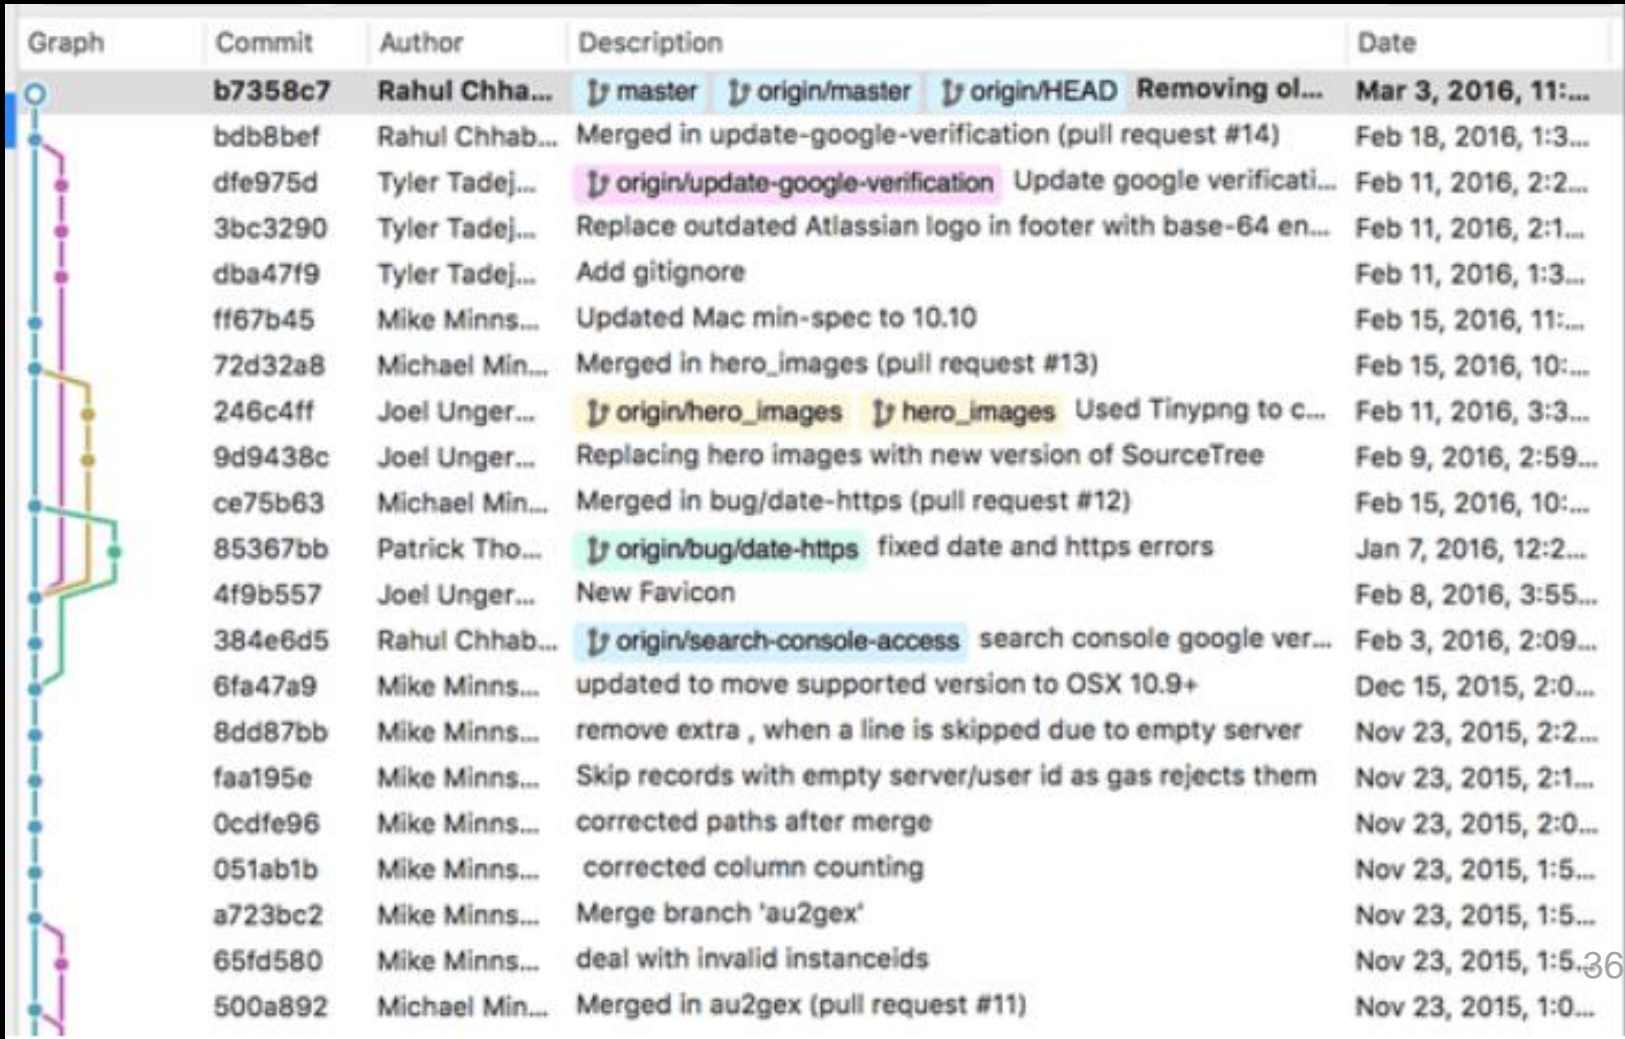 Graph Commit Author Description Date
b7358c7 Rahul Chha... master origin/master origin/HEAD Removing ol... Mar 3, 2016, 11:...
bdb8bef Rahul Chhab... Merged in update-google-verification (pull request #14) Feb 18, 2016, 1:3...
dfe975d Tyler Tadej... origin/update-google-verification Update google verificati... Feb 11, 2016, 2:2...
3bc3290 Tyler Tadej... Replace outdated Atlassian logo in footer with base-64 en... Feb 11, 2016, 2:1...
dba47f9 Tyler Tadej... Add gitignore Feb 11, 2016, 1:3...
ff67b45 Mike Minns... Updated Mac min-spec to 10.10 Feb 15, 2016, 11:...
72d32a8 Michael Min... Merged in hero_images (pull request #13) Feb 15, 2016, 10:...
246c4ff Joel Unger... origin/hero_images hero_images Used Tinypng to c... Feb 11, 2016, 3:3...
9d9438c Joel Unger... Replacing hero images with new version of SourceTree Feb 9, 2016, 2:59...
ce75b63 Michael Min... Merged in bug/date-https (pull request #12) Feb 15, 2016, 10:...
85367bb Patrick Tho... origin/bug/date-https fixed date and https errors Jan 7, 2016, 12:2...
4f9b557 Joel Unger... New Favicon Feb 8, 2016, 3:55...
384e6d5 Rahul Chhab... origin/search-console-access search console google ver... Feb 3, 2016, 2:09...
6fa47a9 Mike Minns... updated to move supported version to OSX 10.9+ Dec 15, 2015, 2:0...
8dd87bb Mike Minns... remove extra , when a line is skipped due to empty server Nov 23, 2015, 2:2...
faa195e Mike Minns... Skip records with empty server/user id as gas rejects them Nov 23, 2015, 2:1...
0cdfe96 Mike Minns... corrected paths after merge Nov 23, 2015, 2:0...
051ab1b Mike Minns... corrected column counting Nov 23, 2015, 1:5...
a723bc2 Mike Minns... Merge branch 'au2gex' Nov 23, 2015, 1:5...
65fd580 Mike Minns... deal with invalid instanceids Nov 23, 2015, 1:5...
36
500a892 Michael Min... Merged in au2gex (pull request #11) Nov 23, 2015, 1:0...